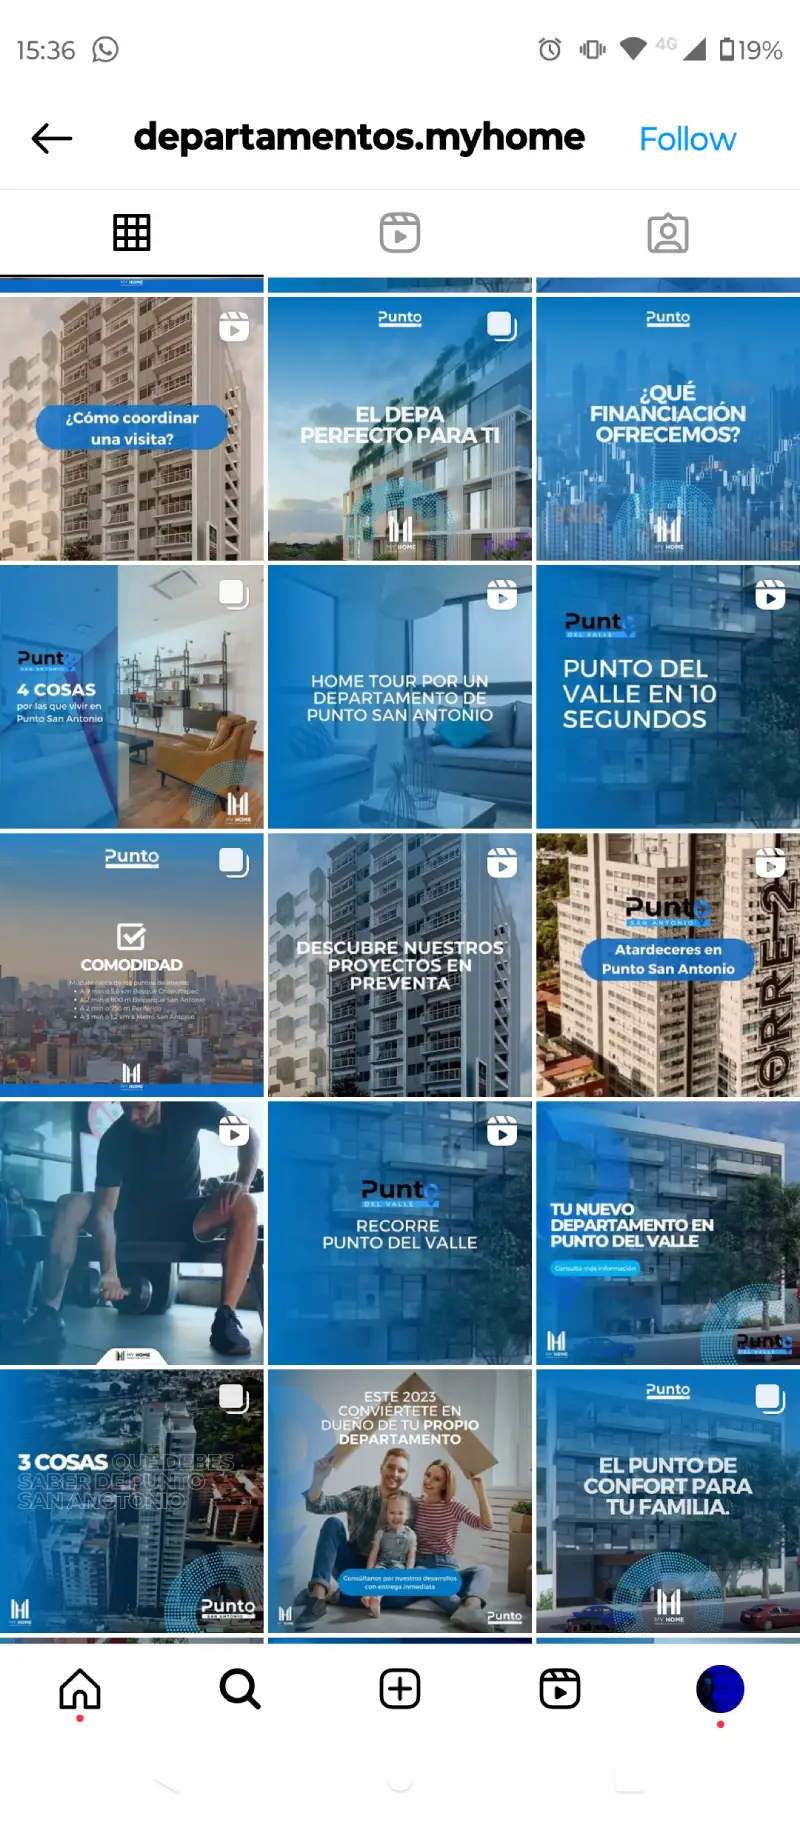 15:36
4G
19%
departamentos.myhome
Follow
MY HOME
¿Cómo coordinar
una visita?
Punto
EL DEPA
PERFECTO PARA TI
MY HOME
Punto
¿QUÉ
FINANCIACIÓN
OFRECEMOS?
MY HOME
Punto
SAN ANTONIO
4 COSAS
por las que vivir en
Punto San Antonio
MY HOME
HOME TOUR POR UN
DEPARTAMENTO DE
PUNTO SAN ANTONIO
Punto
DEL VALLE
PUNTO DEL
VALLE EN 10
SEGUNDOS
Punto
COMODIDAD
MY HOME
DESCUBRE NUESTROS
PROYECTOS EN
PREVENTA
Punto
SAN ANTONIO
Atardeceres en
Punto San Antonio
TORRE-2
MY HOME
Punto
DEL VALLE
RECORRE
PUNTO DEL VALLE
TU NUEVO
DEPARTAMENTO EN
PUNTO DEL VALLE
Consulta más información
MY HOME
Punto
DEL VALLE
3 COSAS QUE DEBES
SABER DE PUNTO
SAN ANOTONIO
MY HOME
Punto
SAN ANTONIO
ESTE 2023
CONVIÉRTETE EN
DUEÑO DE TU PROPIO
DEPARTAMENTO
Consúltanos por nuestros desarrollos
con entrega inmediata
MY HOME
Punto
Punto
EL PUNTO DE
CONFORT PARA
TU FAMILIA.
MY HOME